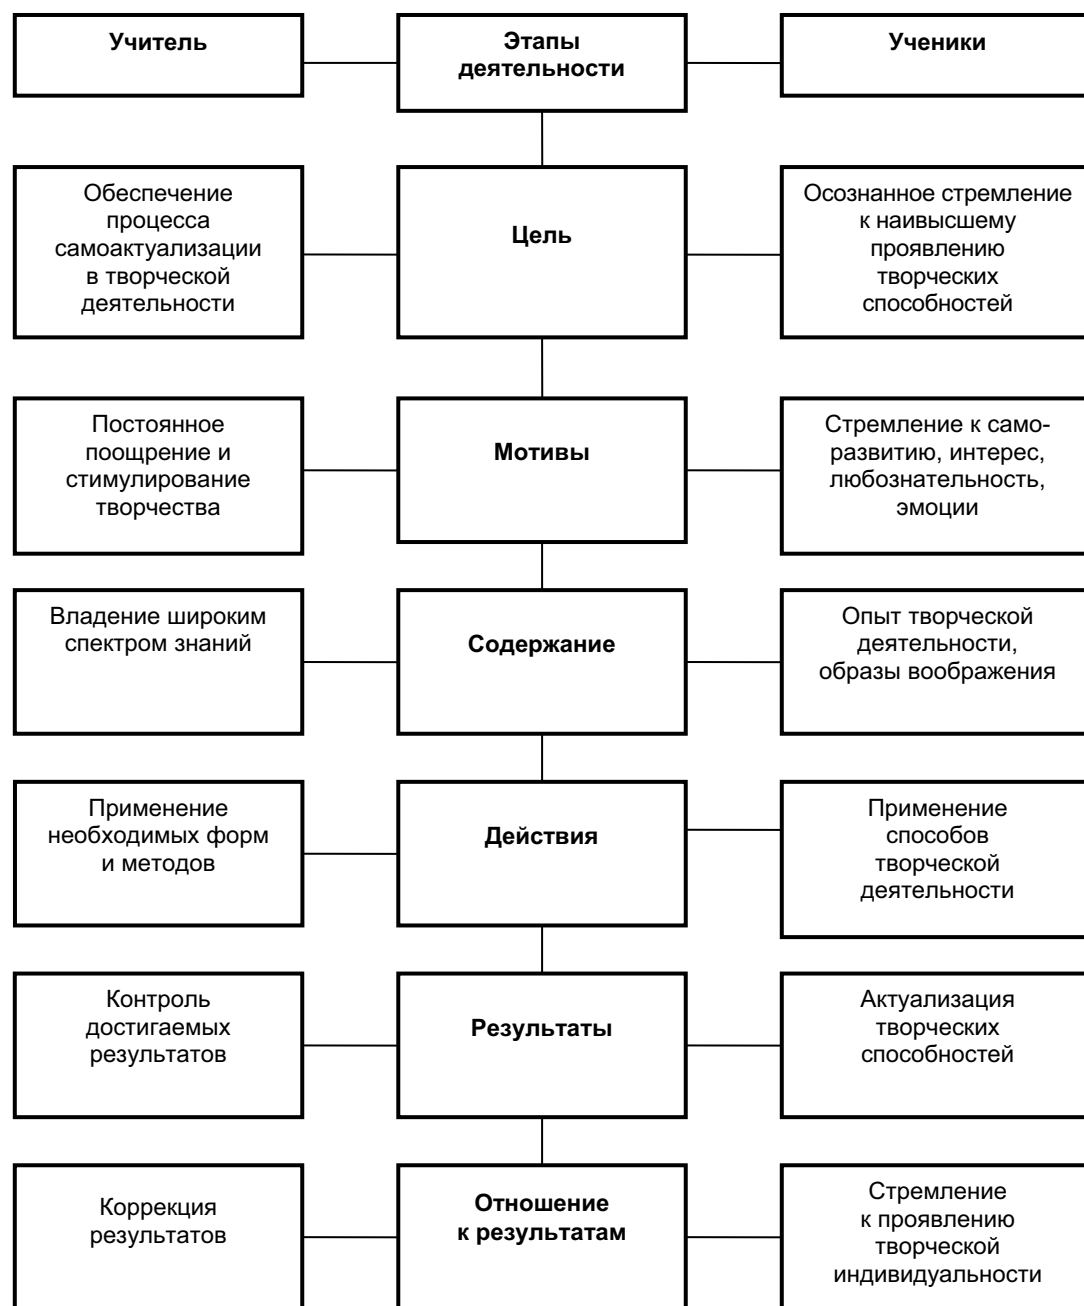 Учитель
Этапы
деятельности
Ученики
Обеспечение
процесса
самоактуализации
в творческой
деятельности
Цель
Осознанное стремление
к наивысшему
проявлению
творческих
способностей
Постоянное
поощрение и
стимулирование
творчества
Мотивы
Стремление к само-
развитию, интерес,
любознательность,
эмоции
Владение широким
спектром знаний
Содержание
Опыт творческой
деятельности,
образы воображения
Применение
необходимых форм
и методов
Действия
Применение
способов
творческой
деятельности
Контроль
достигаемых
результатов
Результаты
Актуализация
творческих
способностей
Коррекция
результатов
Отношение
к результатам
Стремление
к проявлению
творческой
индивидуальности